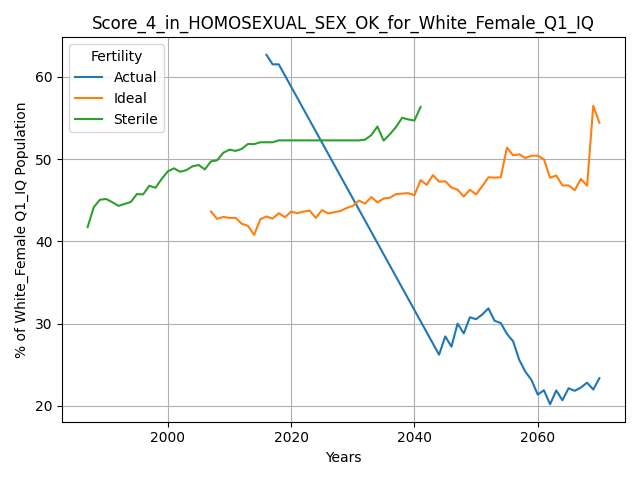 Score_4_in_HOMOSEXUAL_SEX_OK_for_White_Female_Q1_IQ
Fertility
Actual
Ideal
Sterile
% of White_Female Q1_IQ Population
60
50
40
30
20
2000
2020
2040
2060
Years